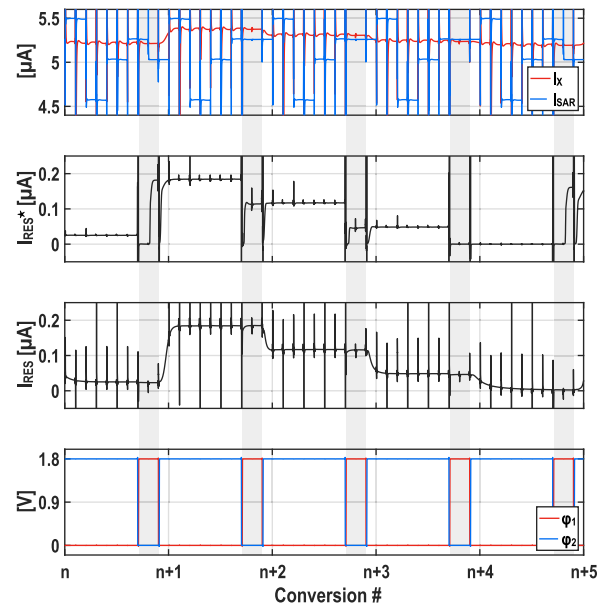 5.5
5
4.5
[µA]
I_X
I_SAR
0.2
0.1
0
I_RES* [µA]
0.2
0.1
0
I_RES [µA]
1.8
0.9
0
[V]
φ₁
φ₂
n n+1 n+2 n+3 n+4 n+5
Conversion #